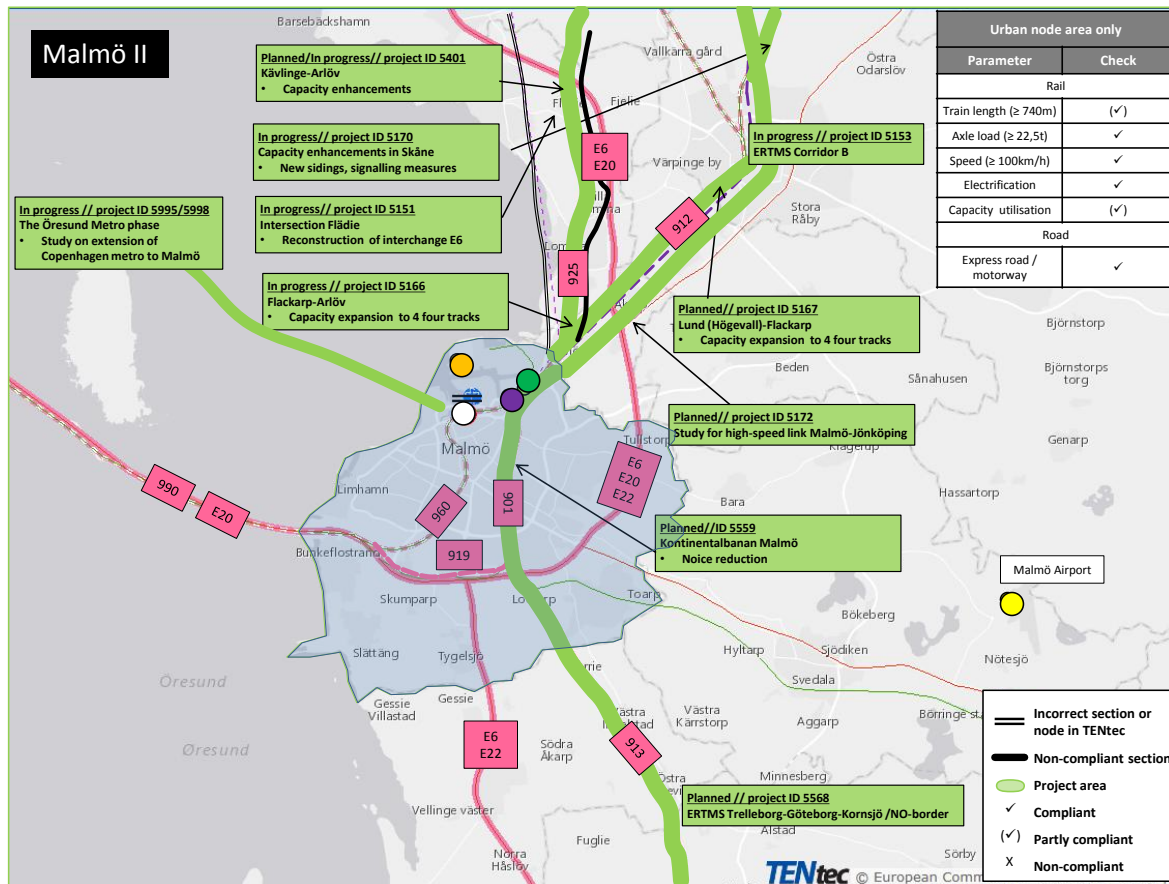 Malmö II
Barsebäckshamn
Planned/In progress// project ID 5401
Kävlinge-Arlöv
• Capacity enhancements
In progress// project ID 5170
Capacity enhancements in Skåne
• New sidings, signalling measures
In progress// project ID 5151
Intersection Flädie
• Reconstruction of interchange E6
In progress // project ID 5995/5998
The Öresund Metro phase
• Study on extension of
Copenhagen metro to Malmö
In progress // project ID 5166
Flackarp-Arlöv
• Capacity expansion to 4 four tracks
Vallkarra gård
Östra
Odarslöv
Fjelie
E6
E20
Värpinge by
In progress // project ID 5153
ERTMS Corridor B
Stora
Råby
912
925
Planned// project ID 5167
Lund (Högevall)-Flackarp
• Capacity expansion to 4 four tracks
Planned// project ID 5172
Study for high-speed link Malmö-Jönköping
Urban node area only
Parameter Check
Rail
Train length (≥ 740m) (✓)
Axle load (≥ 22,5t) ✓
Speed (≥ 100km/h) ✓
Electrification ✓
Capacity utilisation (✓)
Road
Express road /
motorway ✓
Björnstorp
Björnstorps
torg
Beden
Sånahusen
Genarp
Klagerup
Hassartorp
Bara
Tullstorp
Malmö
Limhamn
E6
E20
E22
990
E20
960
901
919
Bunkeflostrand
Planned//ID 5559
Kontinentalbanan Malmö
• Noice reduction
Malmö Airport
Skumparp
Toarp
Bökeberg
Slättäng
Tygelsjö
Hyltarp
Sjödiken
Nötesjö
Svedala
Öresund
Øresund
Gessie
Villastad
Gessie
Västra
Kärrstorp
Aggarp
E6
E22
Södra
Åkarp
913
Minnesberg
Vellinge väster
Planned // project ID 5568
ERTMS Trelleborg-Göteborg-Kornsjö /NO-border
Fuglie
Alstad
Norra
Håslöv
Sörby
Incorrect section or
node in TENtec
Non-compliant section
Project area
✓ Compliant
(✓) Partly compliant
X Non-compliant
TENtec © European Comm